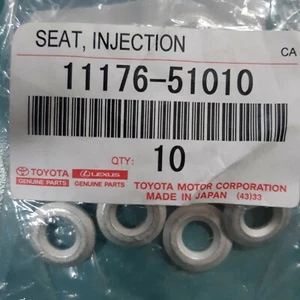 SEAT, INJECTION
CA
11176-51010
QTY:
10
TOYOTA
GENUINE PARTS
LEXUS
GENUINE PARTS
TOYOTA MOTOR CORPORATION
MADE IN JAPAN (43)33